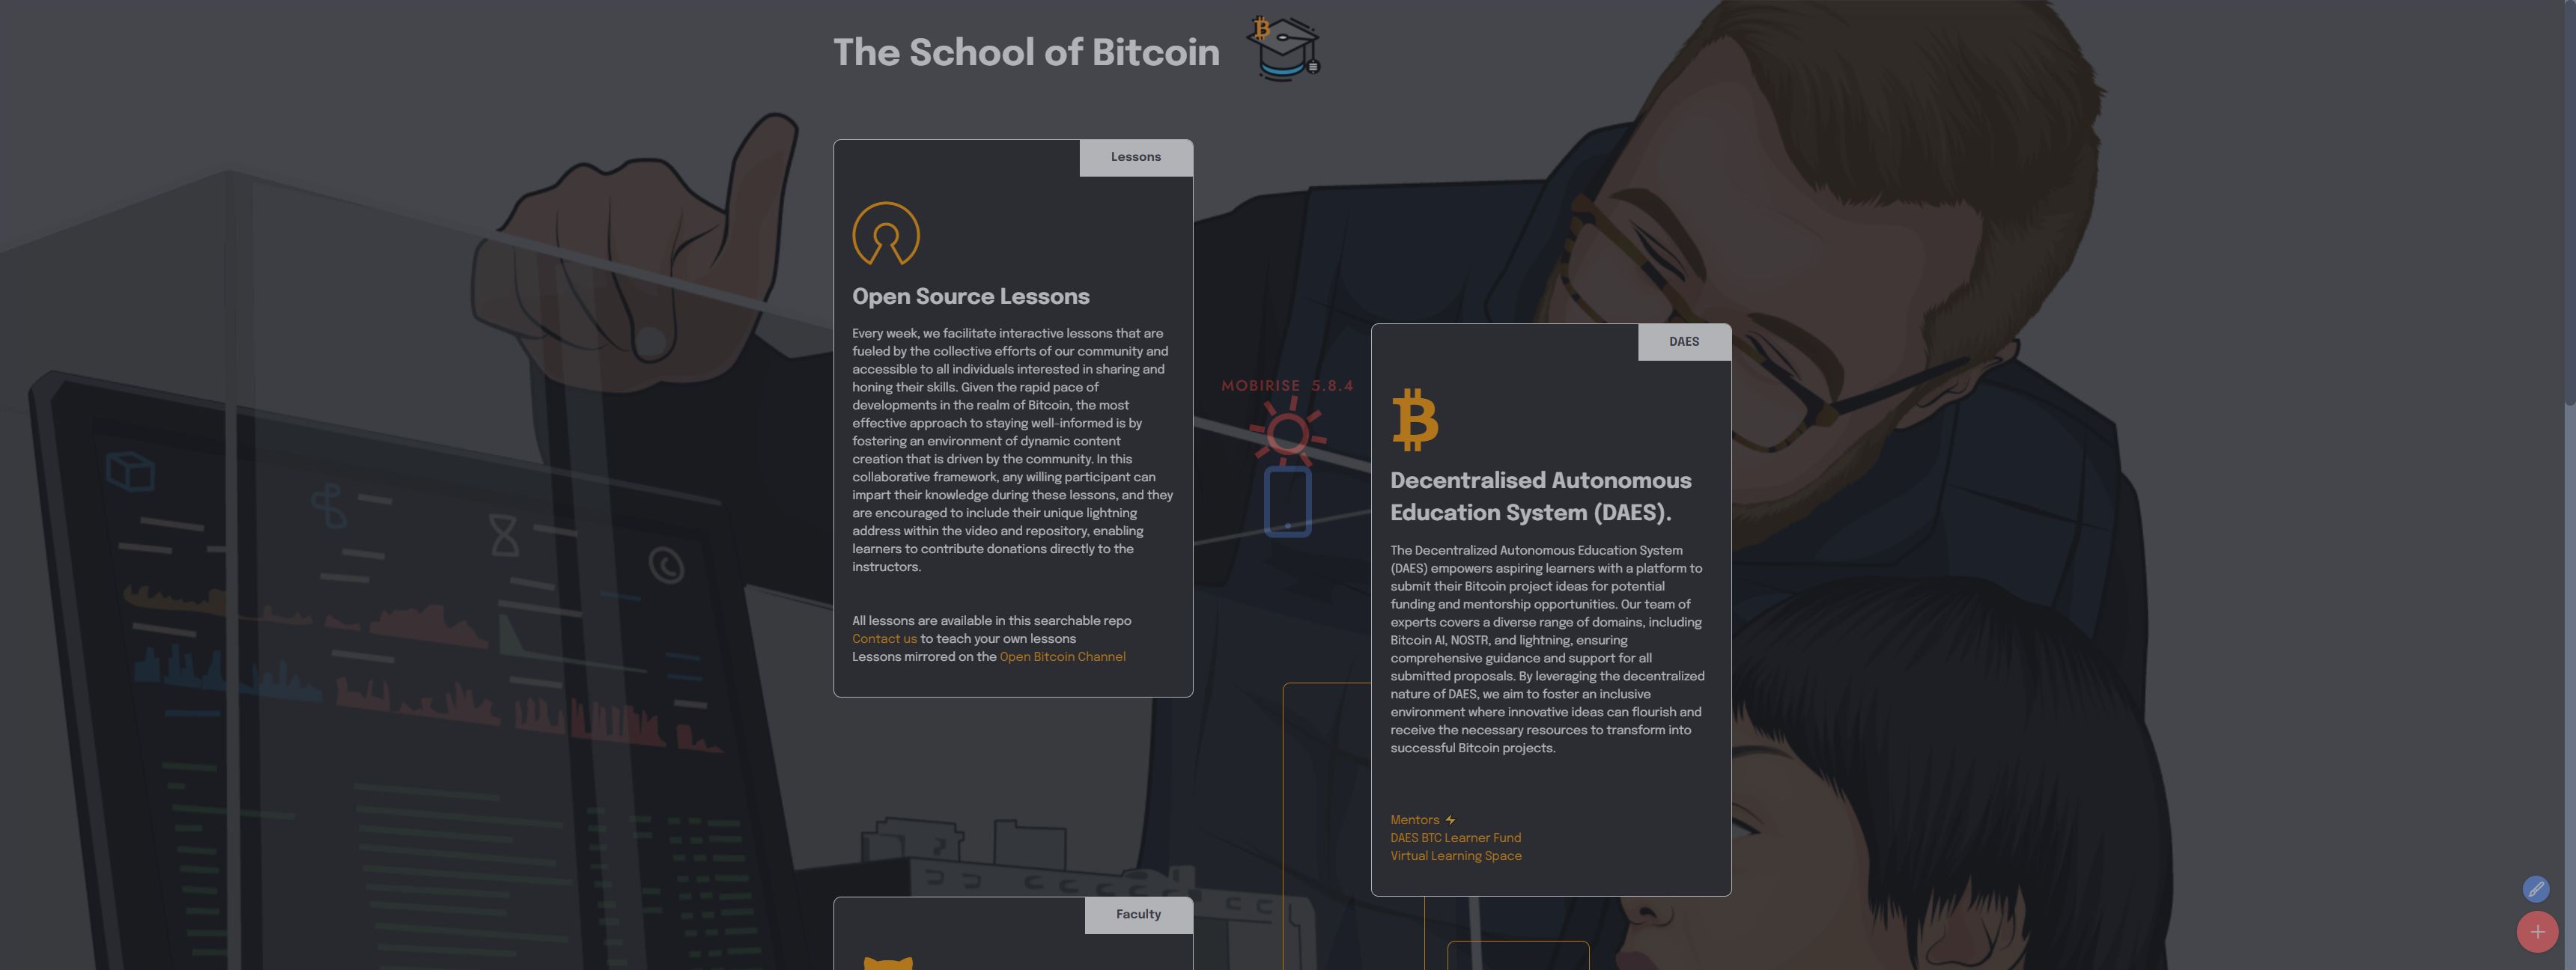 The School of Bitcoin
Lessons
Open Source Lessons
Every week, we facilitate interactive lessons that are
fueled by the collective efforts of our community and
accessible to all individuals interested in sharing and
honing their skills. Given the rapid pace of
developments in the realm of Bitcoin, the most
effective approach to staying well-informed is by
fostering an environment of dynamic content
creation that is driven by the community. In this
collaborative framework, any willing participant can
impart their knowledge during these lessons, and they
are encouraged to include their unique lightning
address within the video and repository, enabling
learners to contribute donations directly to the
instructors.
All lessons are available in this searchable repo
Contact us to teach your own lessons
Lessons mirrored on the Open Bitcoin Channel
MOBIRISE 5.8.4
DAES
Decentralised Autonomous
Education System (DAES).
The Decentralized Autonomous Education System
(DAES) empowers aspiring learners with a platform to
submit their Bitcoin project ideas for potential
funding and mentorship opportunities. Our team of
experts covers a diverse range of domains, including
Bitcoin AI, NOSTR, and lightning, ensuring
comprehensive guidance and support for all
submitted proposals. By leveraging the decentralized
nature of DAES, we aim to foster an inclusive
environment where innovative ideas can flourish and
receive the necessary resources to transform into
successful Bitcoin projects.
Mentors ⚡
DAES BTC Learner Fund
Virtual Learning Space
Faculty